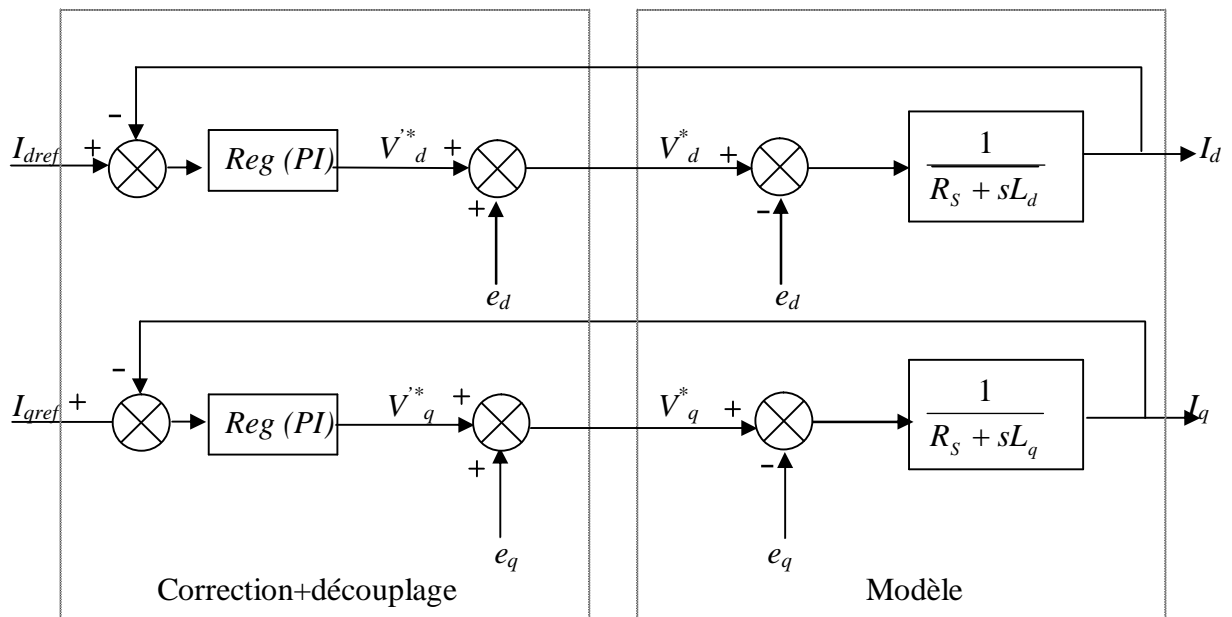 -
I_dref + Reg (PI) V'*_d + + e_d
V*_d + - e_d 1 / (R_S + sL_d) I_d
-
I_qref + Reg (PI) V'*_q + + e_q
V*_q + - e_q 1 / (R_S + sL_q) I_q
Correction+découplage
Modèle